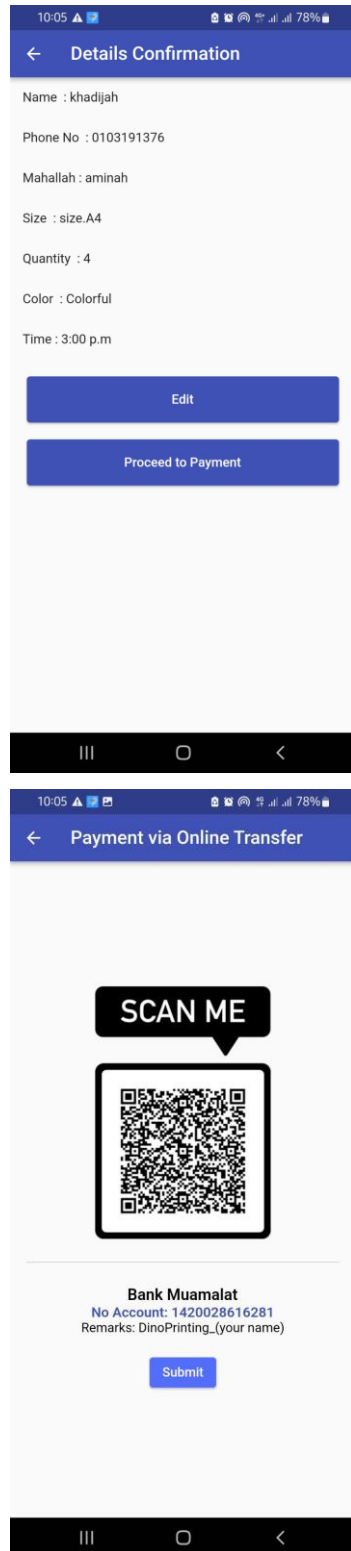 10:05 78%
Details Confirmation
Name : khadijah
Phone No : 0103191376
Mahallah : aminah
Size : size.A4
Quantity : 4
Color : Colorful
Time : 3:00 p.m
Edit
Proceed to Payment
10:05 78%
Payment via Online Transfer
SCAN ME
Bank Muamalat
No Account: 1420028616281
Remarks: DinoPrinting_(your name)
Submit